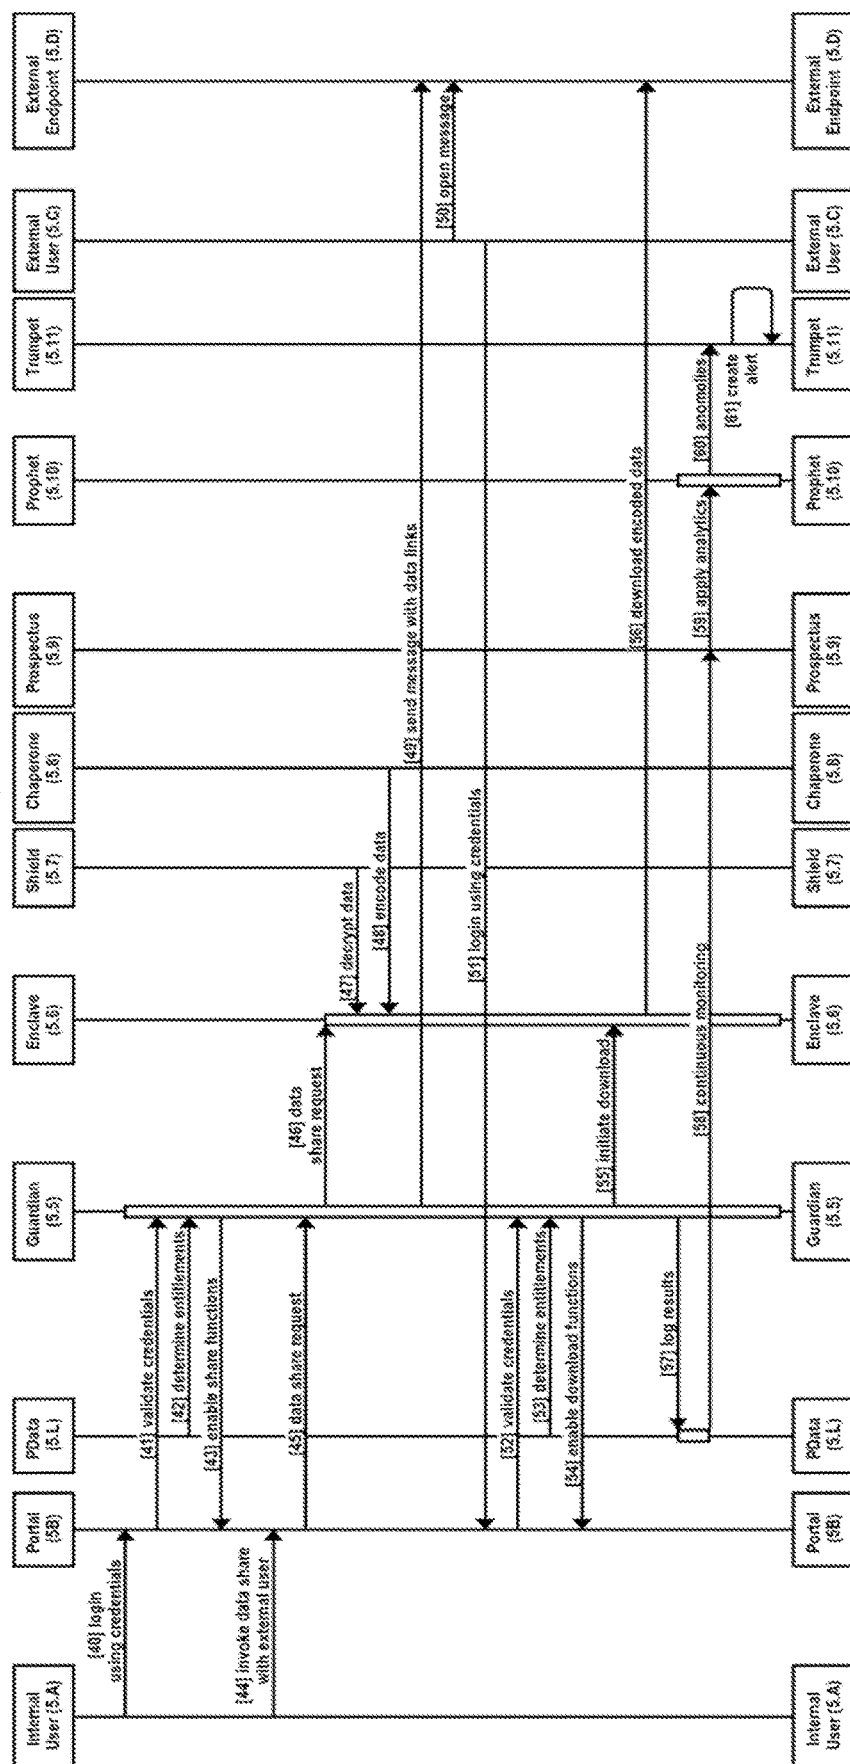 Internal
User (5.A)
Portal
(5B)
PData
(5.L)
Guardian
(5.5)
Enclave
(5.6)
Shield
(5.7)
Chaperone
(5.8)
Prospectus
(5.9)
Prophet
(5.10)
Trumpet
(5.11)
External
User (5.C)
External
Endpoint (5.D)
[40] login
using credentials
[41] validate credentials
[42] determine entitlements
[43] enable share functions
[44] invoke data share
with external user
[45] data share request
[46] data
share request
[47] decrypt data
[48] encode data
[49] send message with data links
[50] open message
[51] login using credentials
[52] validate credentials
[53] determine entitlements
[54] enable download functions
[55] initiate download
[56] download encoded data
[57] log results
[58] continuous monitoring
[59] apply analytics
[60] anomolies
[61] create
alert
Internal
User (5.A)
Portal
(5B)
PData
(5.L)
Guardian
(5.5)
Enclave
(5.6)
Shield
(5.7)
Chaperone
(5.8)
Prospectus
(5.9)
Prophet
(5.10)
Trumpet
(5.11)
External
User (5.C)
External
Endpoint (5.D)